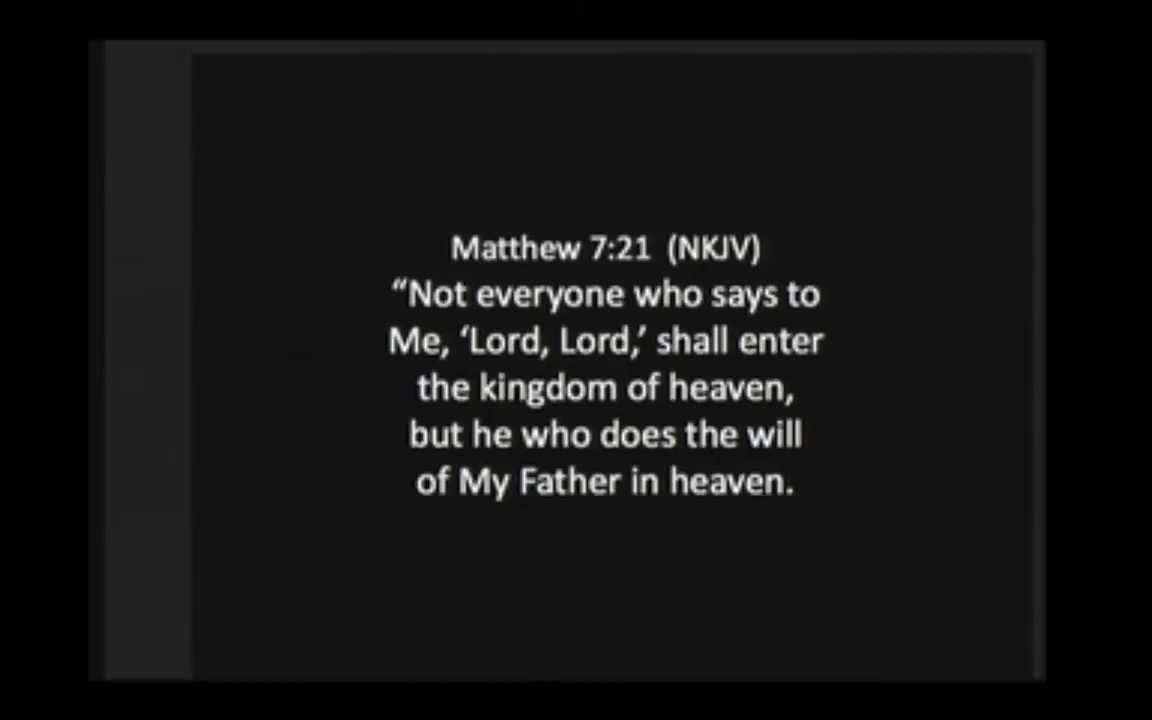 Matthew 7:21  (NKJV)
“Not everyone who says to
Me, ‘Lord, Lord,’ shall enter
the kingdom of heaven,
but he who does the will
of My Father in heaven.